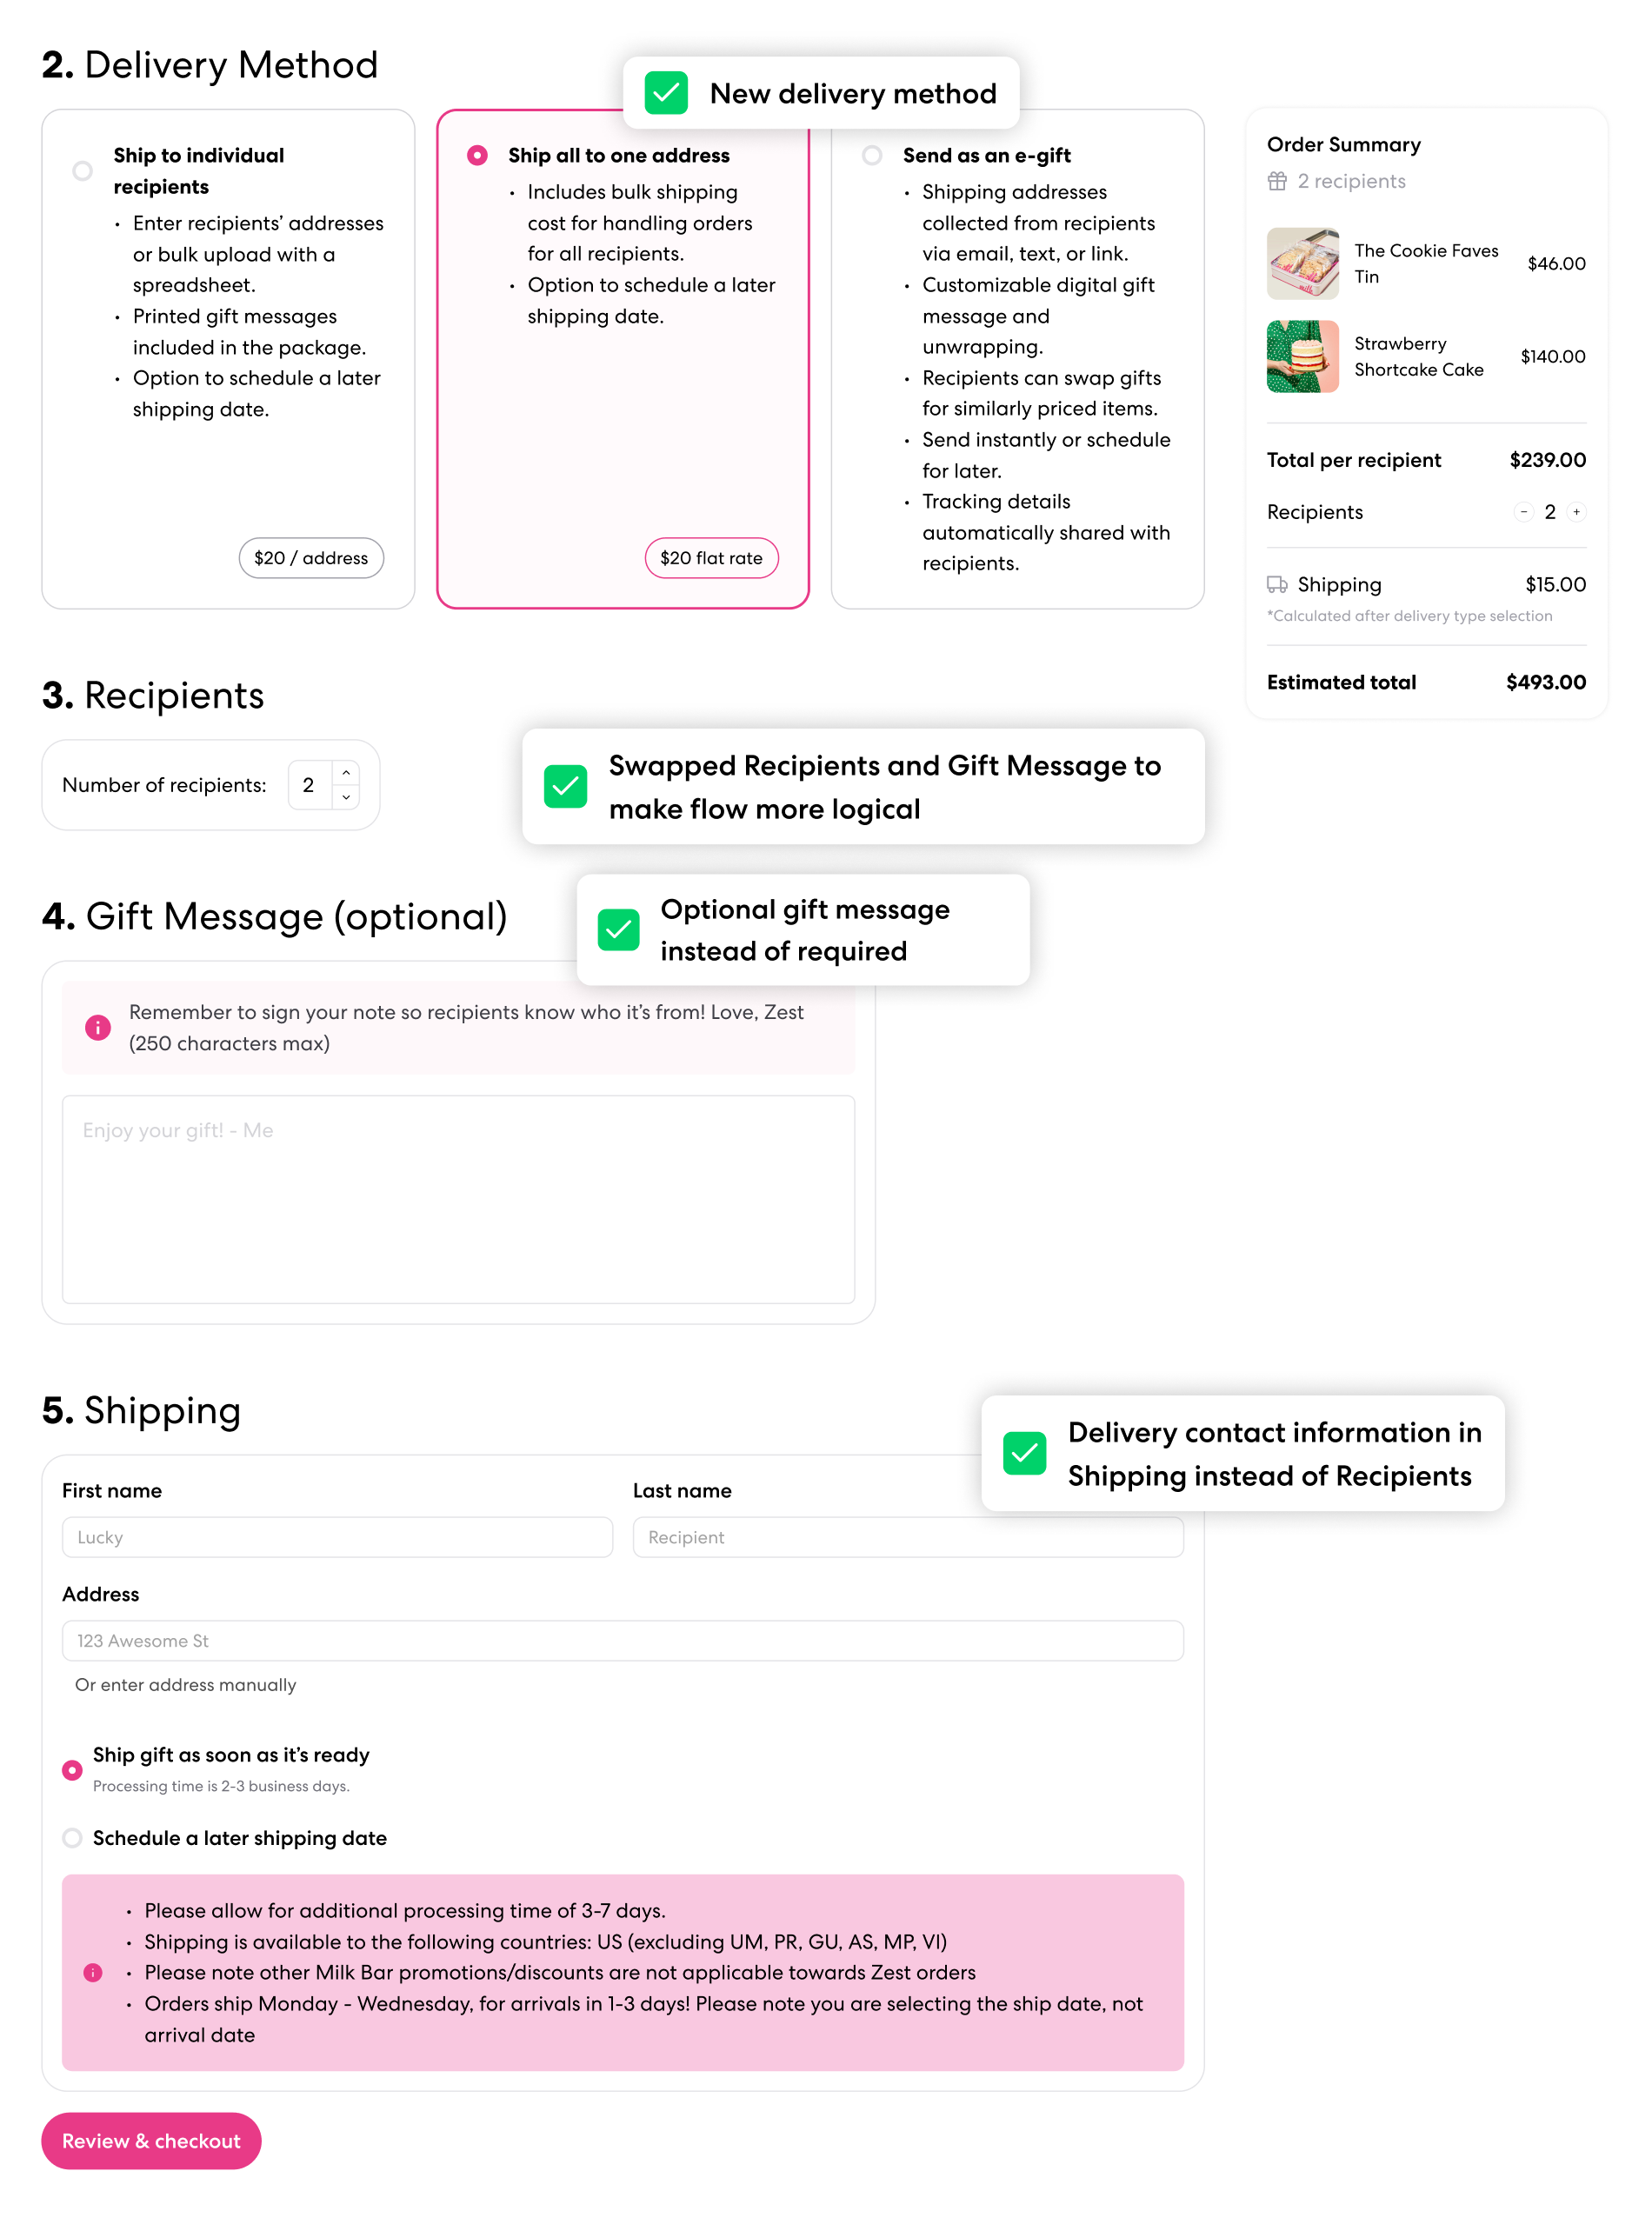 2. Delivery Method
New delivery method
Ship to individual
recipients
• Enter recipients’ addresses
or bulk upload with a
spreadsheet.
• Printed gift messages
included in the package.
• Option to schedule a later
shipping date.
$20 / address
Ship all to one address
• Includes bulk shipping
cost for handling orders
for all recipients.
• Option to schedule a later
shipping date.
$20 flat rate
Send as an e-gift
• Shipping addresses
collected from recipients
via email, text, or link.
• Customizable digital gift
message and
unwrapping.
• Recipients can swap gifts
for similarly priced items.
• Send instantly or schedule
for later.
• Tracking details
automatically shared with
recipients.
Order Summary
2 recipients
milk
The Cookie Faves
Tin
$46.00
Strawberry
Shortcake Cake
$140.00
Total per recipient $239.00
Recipients - 2 +
Shipping $15.00
*Calculated after delivery type selection
Estimated total $493.00
3. Recipients
Number of recipients: 2
Swapped Recipients and Gift Message to
make flow more logical
4. Gift Message (optional)
Optional gift message
instead of required
Remember to sign your note so recipients know who it’s from! Love, Zest
(250 characters max)
Enjoy your gift! - Me
5. Shipping
Delivery contact information in
Shipping instead of Recipients
First name
Last name
Lucky
Recipient
Address
123 Awesome St
Or enter address manually
Ship gift as soon as it’s ready
Processing time is 2-3 business days.
Schedule a later shipping date
• Please allow for additional processing time of 3-7 days.
• Shipping is available to the following countries: US (excluding UM, PR, GU, AS, MP, VI)
• Please note other Milk Bar promotions/discounts are not applicable towards Zest orders
• Orders ship Monday - Wednesday, for arrivals in 1-3 days! Please note you are selecting the ship date, not
arrival date
Review & checkout